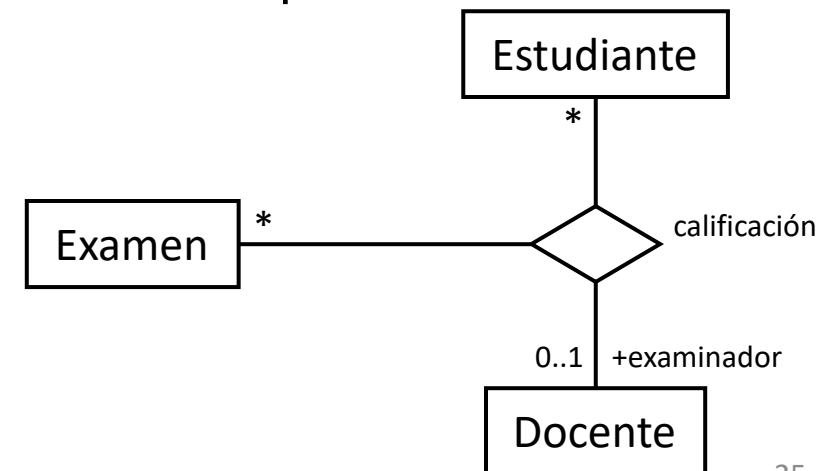 Estudiante
*
*
calificación
Examen
0..1 +examinador
Docente